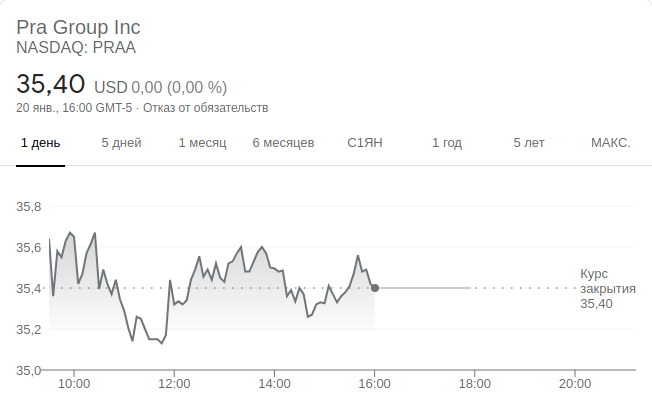 Pra Group Inc
NASDAQ: PRAA
35,40 USD 0,00 (0,00 %)
20 янв., 16:00 GMT-5 · Отказ от обязательств
1 день 5 дней 1 месяц 6 месяцев С1ЯН 1 год 5 лет МАКС.
35,8
35,6
35,4
35,2
35,0
Курс
закрытия
35,40
10:00 12:00 14:00 16:00 18:00 20:00